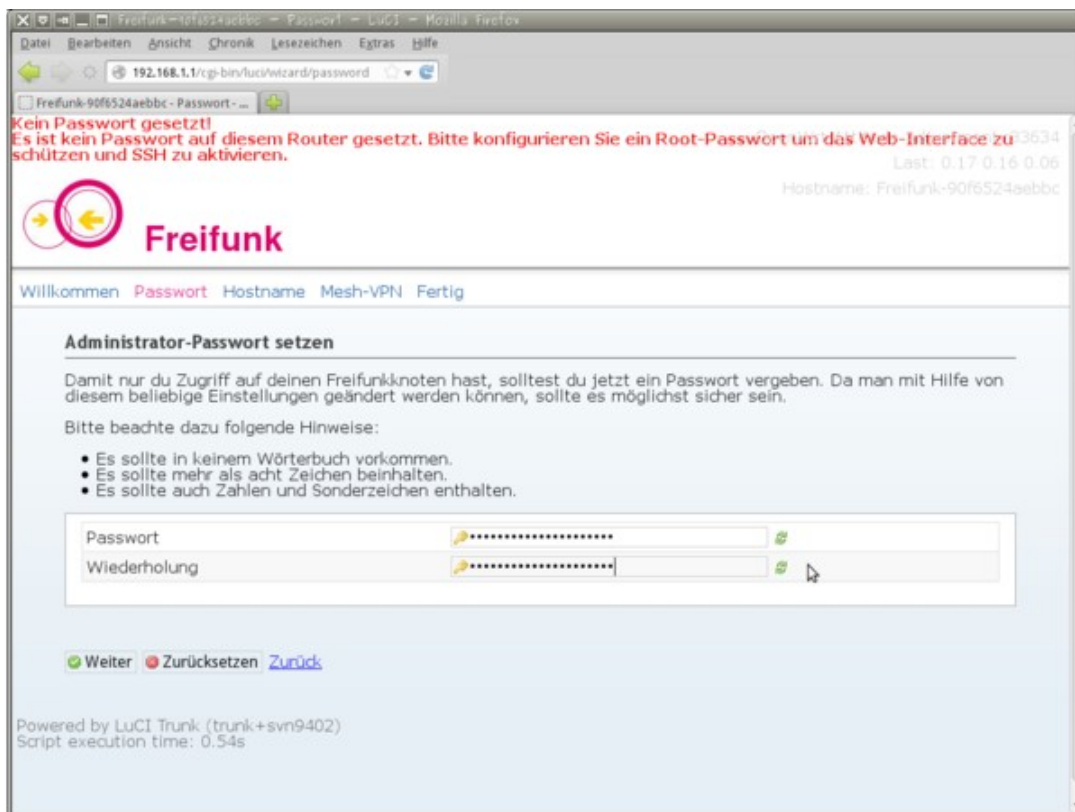 Freifunk-90f6524aebbc - Passwort - LuCI - Mozilla Firefox
Datei Bearbeiten Ansicht Chronik Lesezeichen Extras Hilfe
192.168.1.1/cgi-bin/luci/wizard/password
Freifunk-90f6524aebbc - Passwort - ...
Kein Passwort gesetzt!
Es ist kein Passwort auf diesem Router gesetzt. Bitte konfigurieren Sie ein Root-Passwort um das Web-Interface zu
schützen und SSH zu aktivieren.
Last: 0.17 0.16 0.06
Hostname: Freifunk-90f6524aebbc
Freifunk
Willkommen Passwort Hostname Mesh-VPN Fertig
Administrator-Passwort setzen
Damit nur du Zugriff auf deinen Freifunkknoten hast, solltest du jetzt ein Passwort vergeben. Da man mit Hilfe von
diesem beliebige Einstellungen geändert werden können, sollte es möglichst sicher sein.
Bitte beachte dazu folgende Hinweise:
• Es sollte in keinem Wörterbuch vorkommen.
• Es sollte mehr als acht Zeichen beinhalten.
• Es sollte auch Zahlen und Sonderzeichen enthalten.
Passwort
Wiederholung
Weiter Zurücksetzen Zurück
Powered by LuCI Trunk (trunk+svn9402)
Script execution time: 0.54s